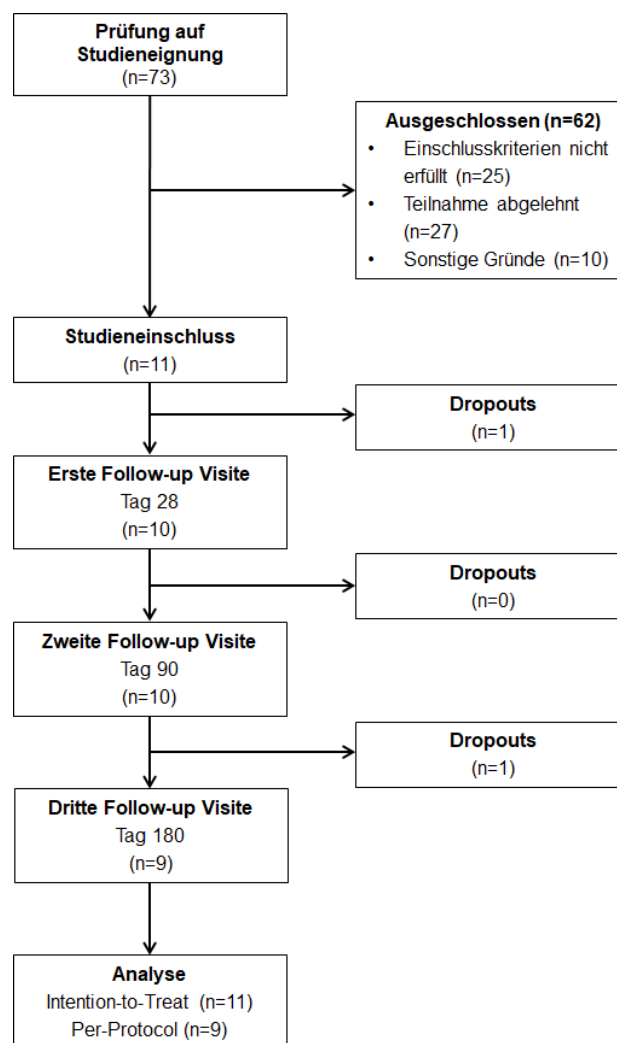 Prüfung auf
Studieneignung
(n=73)
Ausgeschlossen (n=62)
• Einschlusskriterien nicht
erfüllt (n=25)
• Teilnahme abgelehnt
(n=27)
• Sonstige Gründe (n=10)
Studieneinschluss
(n=11)
Dropouts
(n=1)
Erste Follow-up Visite
Tag 28
(n=10)
Dropouts
(n=0)
Zweite Follow-up Visite
Tag 90
(n=10)
Dropouts
(n=1)
Dritte Follow-up Visite
Tag 180
(n=9)
Analyse
Intention-to-Treat (n=11)
Per-Protocol (n=9)